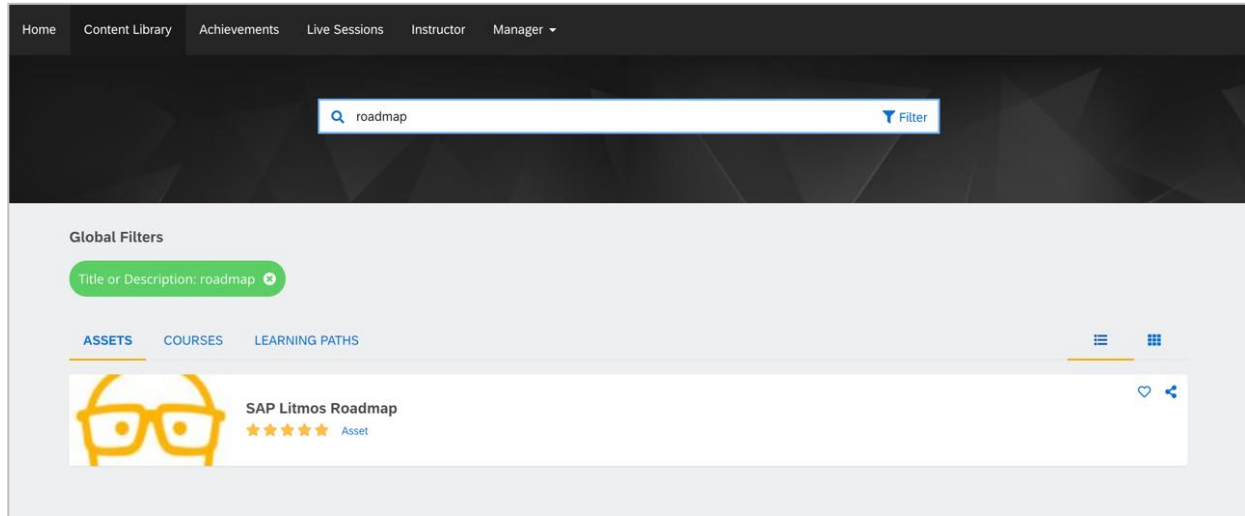 Home Content Library Achievements Live Sessions Instructor Manager
roadmap Filter
Global Filters
Title or Description: roadmap
ASSETS COURSES LEARNING PATHS
SAP Litmos Roadmap
Asset